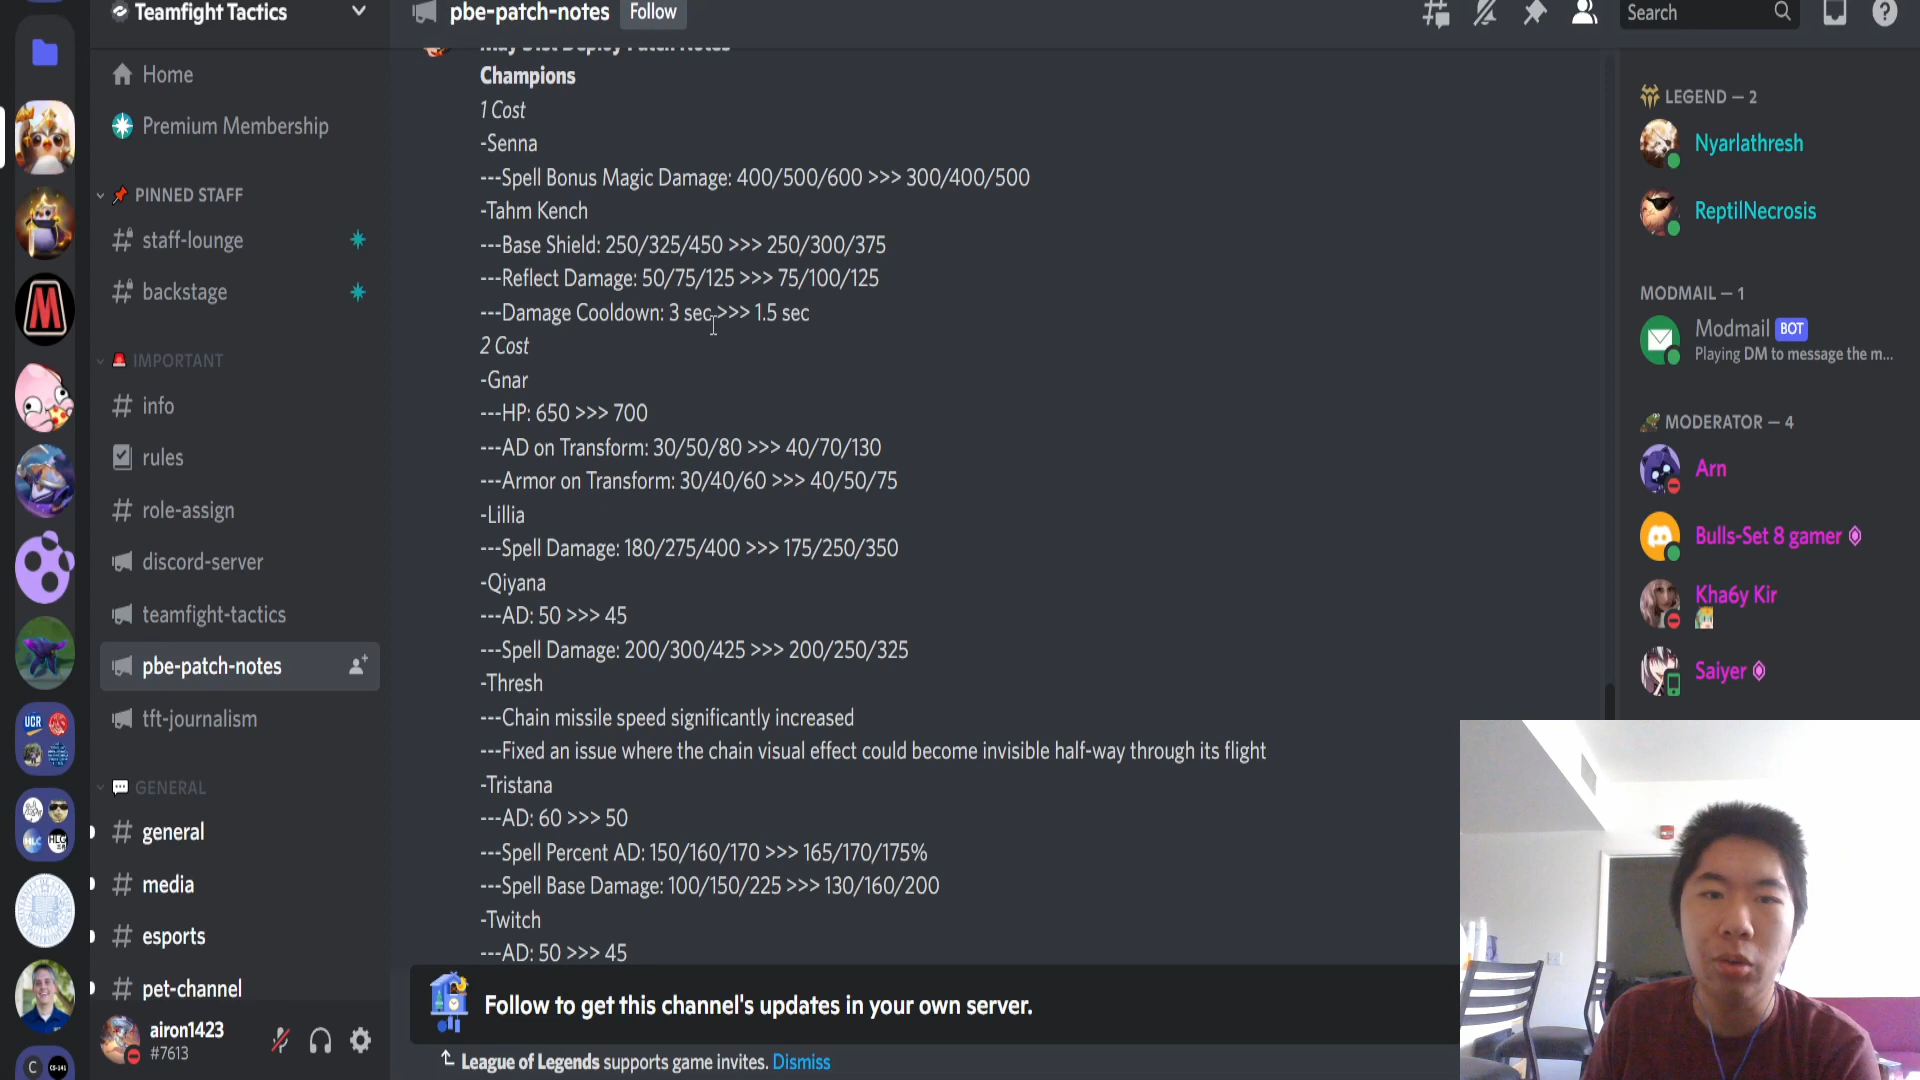 Teamfight Tactics
Home
Premium Membership
PINNED STAFF
staff-lounge
backstage
IMPORTANT
info
rules
role-assign
discord-server
teamfight-tactics
pbe-patch-notes
tft-journalism
GENERAL
general
media
esports
pet-channel
airon1423
#7613
UCR
M
HLC
HLG
C
CS-141
pbe-patch-notes
Follow
Search
May 31st Deploy Patch Notes
Champions
1 Cost
-Senna
---Spell Bonus Magic Damage: 400/500/600 >>> 300/400/500
-Tahm Kench
---Base Shield: 250/325/450 >>> 250/300/375
---Reflect Damage: 50/75/125 >>> 75/100/125
---Damage Cooldown: 3 sec >>> 1.5 sec
2 Cost
-Gnar
---HP: 650 >>> 700
---AD on Transform: 30/50/80 >>> 40/70/130
---Armor on Transform: 30/40/60 >>> 40/50/75
-Lillia
---Spell Damage: 180/275/400 >>> 175/250/350
-Qiyana
---AD: 50 >>> 45
---Spell Damage: 200/300/425 >>> 200/250/325
-Thresh
---Chain missile speed significantly increased
---Fixed an issue where the chain visual effect could become invisible half-way through its flight
-Tristana
---AD: 60 >>> 50
---Spell Percent AD: 150/160/170 >>> 165/170/175%
---Spell Base Damage: 100/150/225 >>> 130/160/200
-Twitch
---AD: 50 >>> 45
Follow to get this channel's updates in your own server.
League of Legends supports game invites. Dismiss
LEGEND — 2
Nyarlathresh
ReptilNecrosis
MODMAIL — 1
Modmail BOT
Playing DM to message the m...
MODERATOR — 4
Arn
Bulls-Set 8 gamer
Kha6y Kir
Saiyer